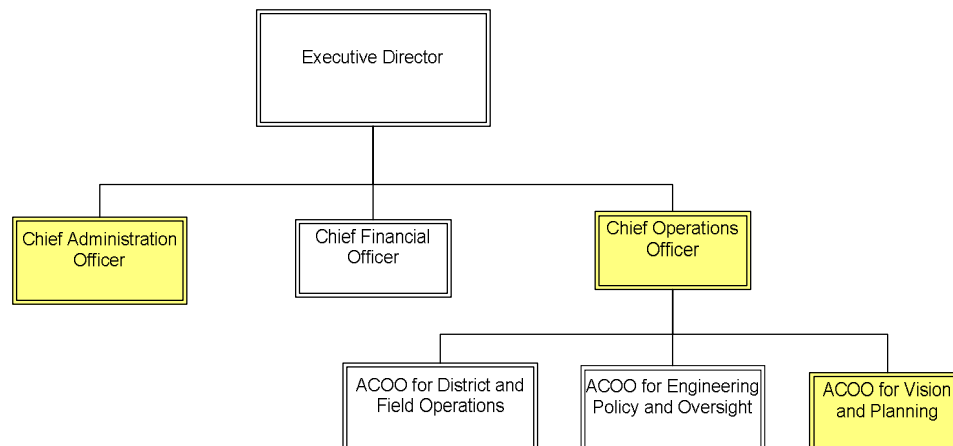 Executive Director
Chief Administration
Officer
Chief Financial
Officer
Chief Operations
Officer
ACOO for District and
Field Operations
ACOO for Engineering
Policy and Oversight
ACOO for Vision
and Planning